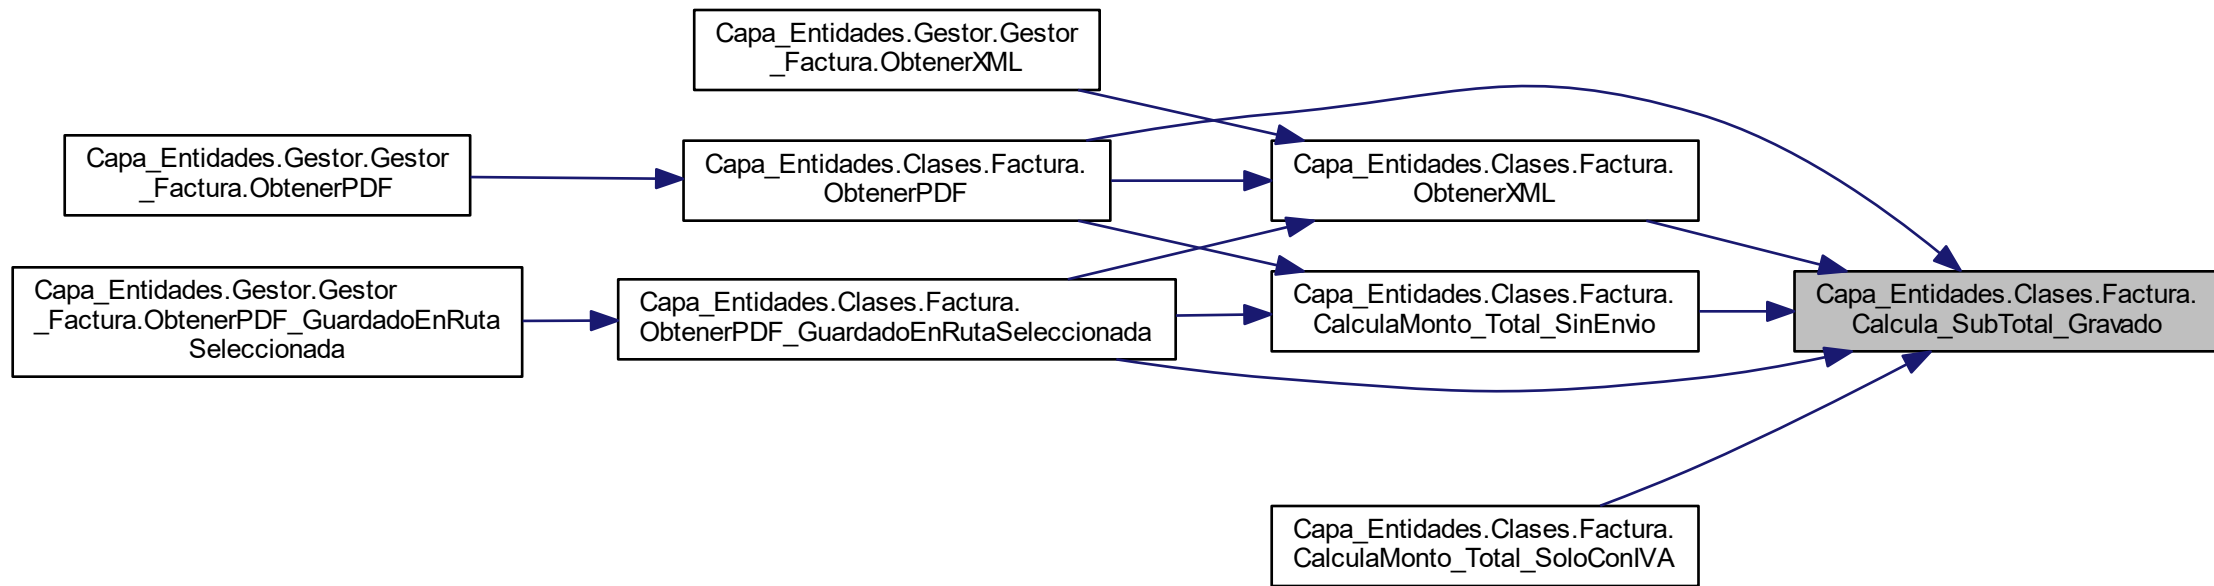 Capa_Entidades.Gestor.Gestor
_Factura.ObtenerXML
Capa_Entidades.Gestor.Gestor
_Factura.ObtenerPDF
Capa_Entidades.Clases.Factura.
ObtenerPDF
Capa_Entidades.Clases.Factura.
ObtenerXML
Capa_Entidades.Gestor.Gestor
_Factura.ObtenerPDF_GuardadoEnRuta
Seleccionada
Capa_Entidades.Clases.Factura.
ObtenerPDF_GuardadoEnRutaSeleccionada
Capa_Entidades.Clases.Factura.
CalculaMonto_Total_SinEnvio
Capa_Entidades.Clases.Factura.
Calcula_SubTotal_Gravado
Capa_Entidades.Clases.Factura.
CalculaMonto_Total_SoloConIVA